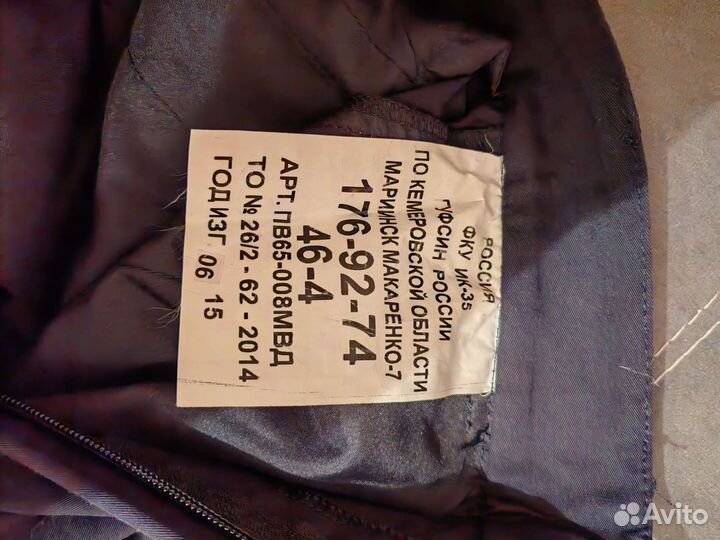 РОССИЯ
ФКУ ИК-35
ГУФСИН РОССИИ
ПО КЕМЕРОВСКОЙ ОБЛАСТИ
МАРИИНСК МАКАРЕНКО-7
176-92-74
46-4
АРТ. ПВ65-008МВД
ТО № 26/2 - 62 - 2014
ГОД ИЗГ. 06 15
Avito